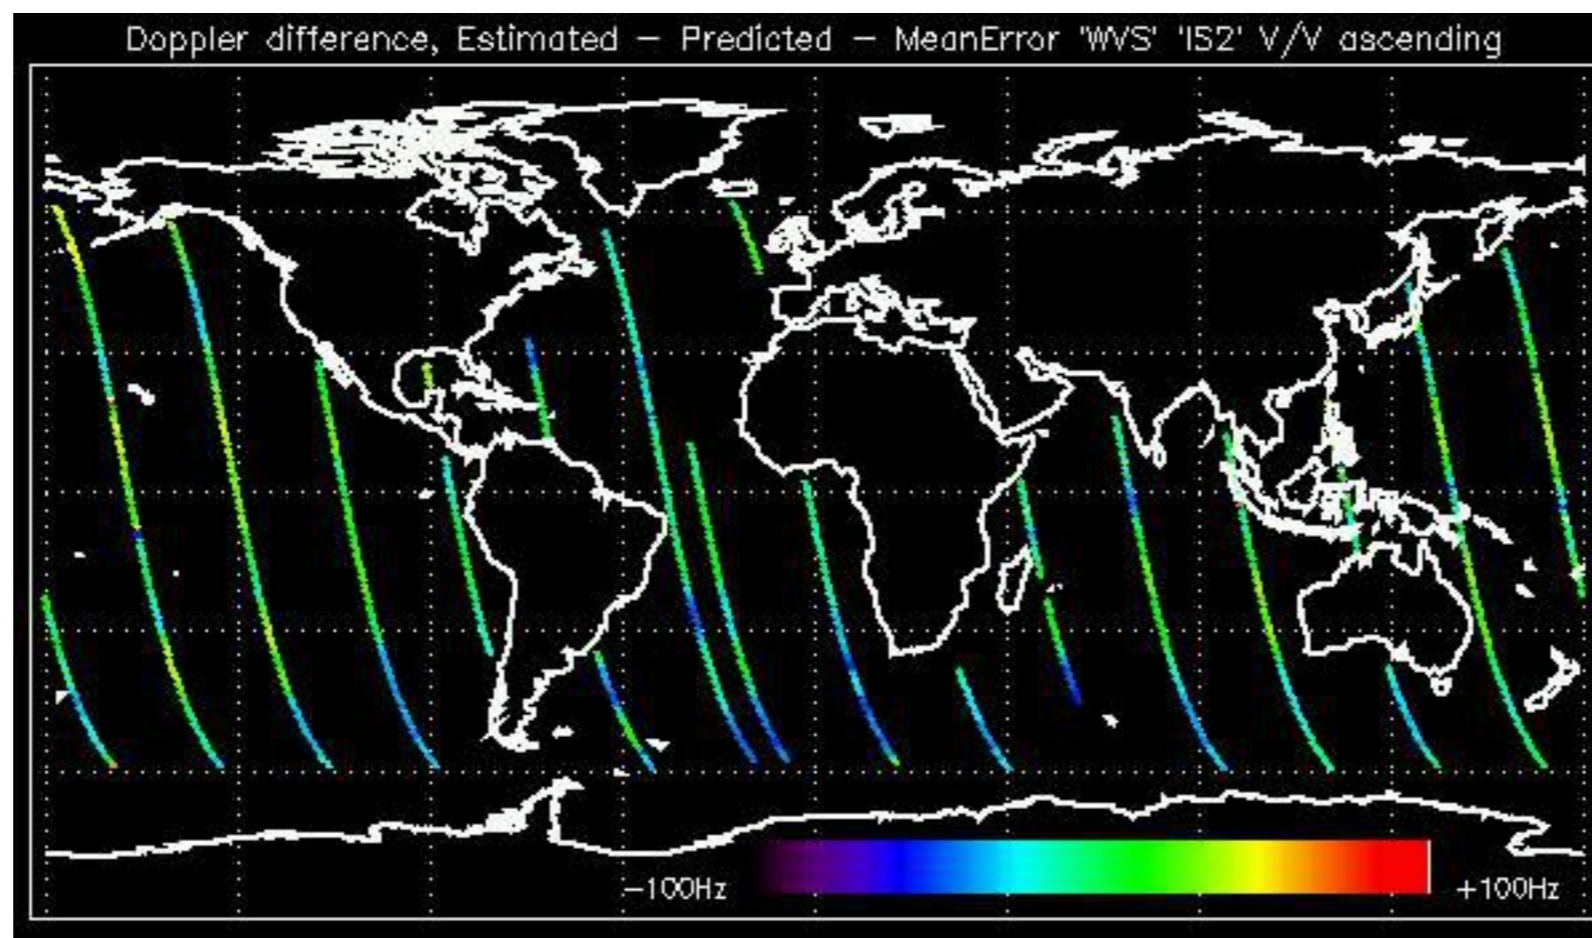 Doppler difference, Estimated – Predicted – MeanError 'WVS' 'IS2' V/V ascending
–100Hz +100Hz